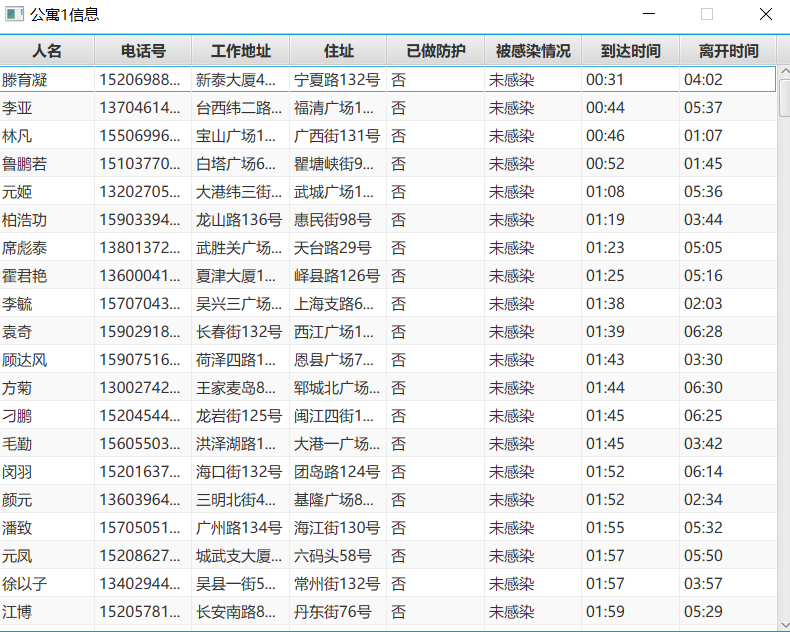 公寓1信息
人名 电话号 工作地址 住址 已做防护 被感染情况 到达时间 离开时间
滕育凝 15206988... 新泰大厦4... 宁夏路132号 否 未感染 00:31 04:02
李亚 13704614... 台西纬二路... 福清广场1... 否 未感染 00:44 05:37
林凡 15506996... 宝山广场1... 广西街131号 否 未感染 00:46 01:07
鲁鹏若 15103770... 白塔广场6... 瞿塘峡街9... 否 未感染 00:52 01:45
元姬 13202705... 大港纬三街... 武城广场1... 否 未感染 01:08 05:36
柏浩功 15903394... 龙山路136号 惠民街98号 否 未感染 01:19 03:44
席彪泰 13801372... 武胜关广场... 天台路29号 否 未感染 01:23 05:05
霍君艳 13600041... 夏津大厦1... 峄县路126号 否 未感染 01:25 05:16
李毓 15707043... 吴兴三广场... 上海支路6... 否 未感染 01:38 02:03
袁奇 15902918... 长春街132号 西江广场1... 否 未感染 01:39 06:28
顾达风 15907516... 荷泽四路1... 恩县广场7... 否 未感染 01:43 03:30
方菊 13002742... 王家麦岛8... 郓城北广场... 否 未感染 01:44 06:30
刁鹏 15204544... 龙岩街125号 闽江四街1... 否 未感染 01:45 06:25
毛勤 15605503... 洪泽湖路1... 大港一广场... 否 未感染 01:45 03:42
闵羽 15201637... 海口街132号 团岛路124号 否 未感染 01:52 06:14
颜元 13603964... 三明北街4... 基隆广场8... 否 未感染 01:52 02:34
潘致 15705051... 广州路134号 海江街130号 否 未感染 01:55 05:32
元凤 15208627... 城武支大厦... 六码头58号 否 未感染 01:57 05:50
徐以子 13402944... 吴县一街5... 常州街132号 否 未感染 01:57 03:57
江博 15205781... 长安南路8... 丹东街76号 否 未感染 01:59 05:29